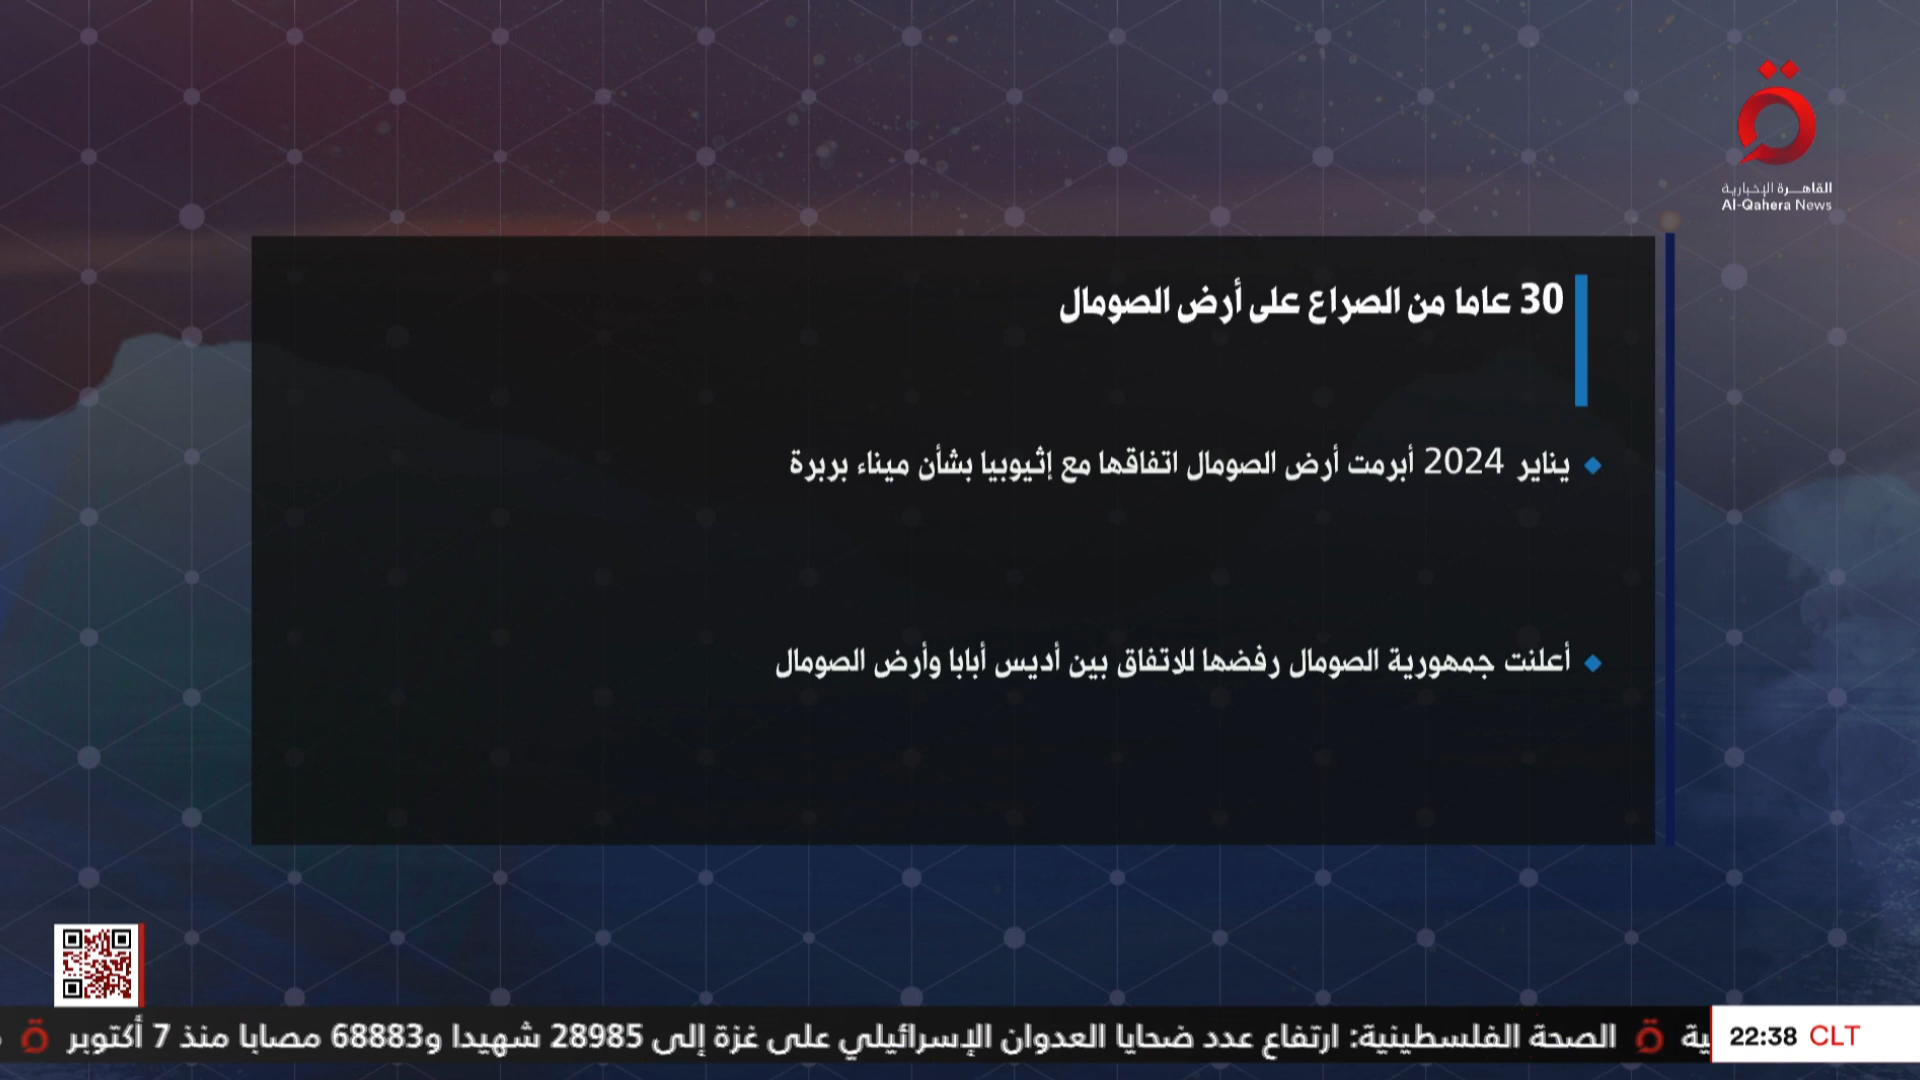 القاهرة الإخبارية
Al-Qahera News
30 عاما من الصراع على أرض الصومال
يناير 2024 أبرمت أرض الصومال اتفاقها مع إثيوبيا بشأن ميناء بربرة
أعلنت جمهورية الصومال رفضها للاتفاق بين أديس أبابا وأرض الصومال
الصحة الفلسطينية: ارتفاع عدد ضحايا العدوان الإسرائيلي على غزة إلى 28985 شهيدا و68883 مصابا منذ 7 أكتوبر
22:38 CLT